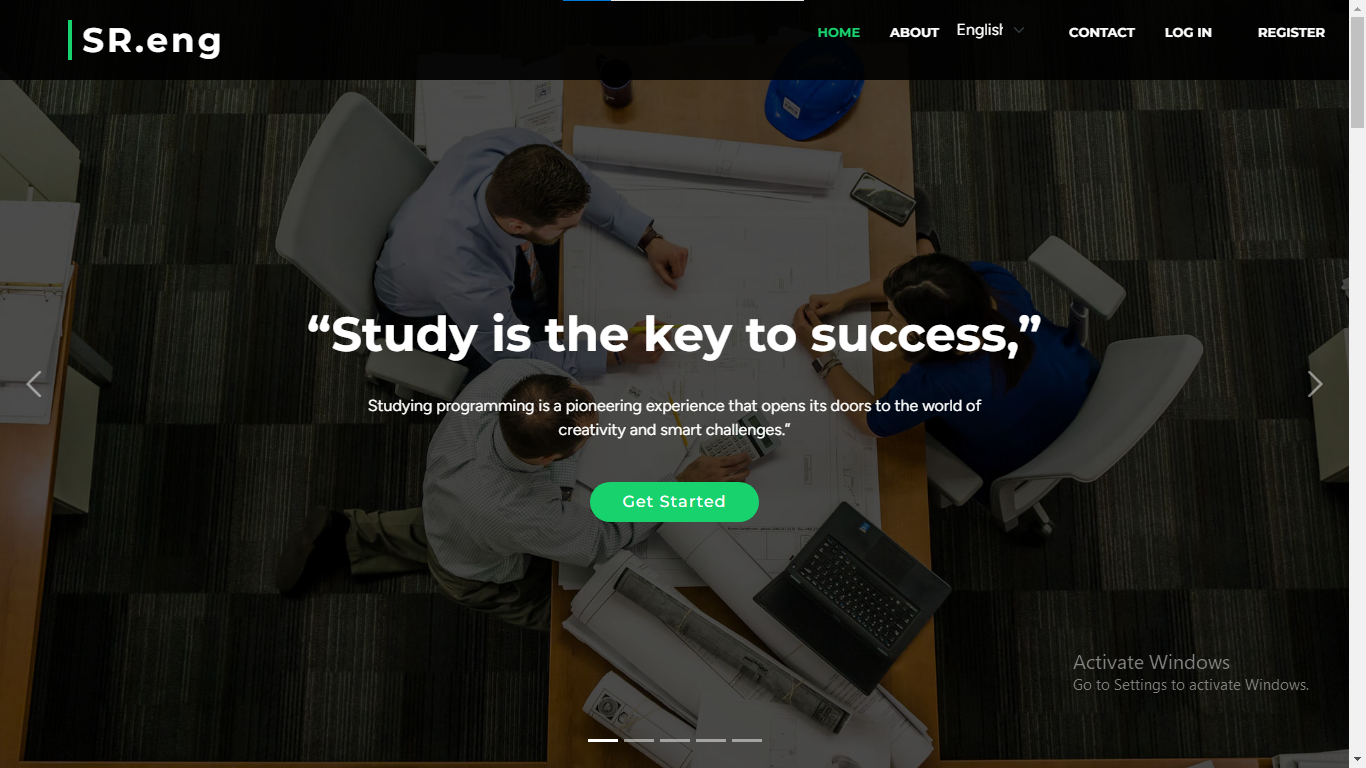 SR.eng
HOME
ABOUT
English
CONTACT
LOG IN
REGISTER
“Study is the key to success,”
Studying programming is a pioneering experience that opens its doors to the world of
creativity and smart challenges.”
Get Started
Activate Windows
Go to Settings to activate Windows.